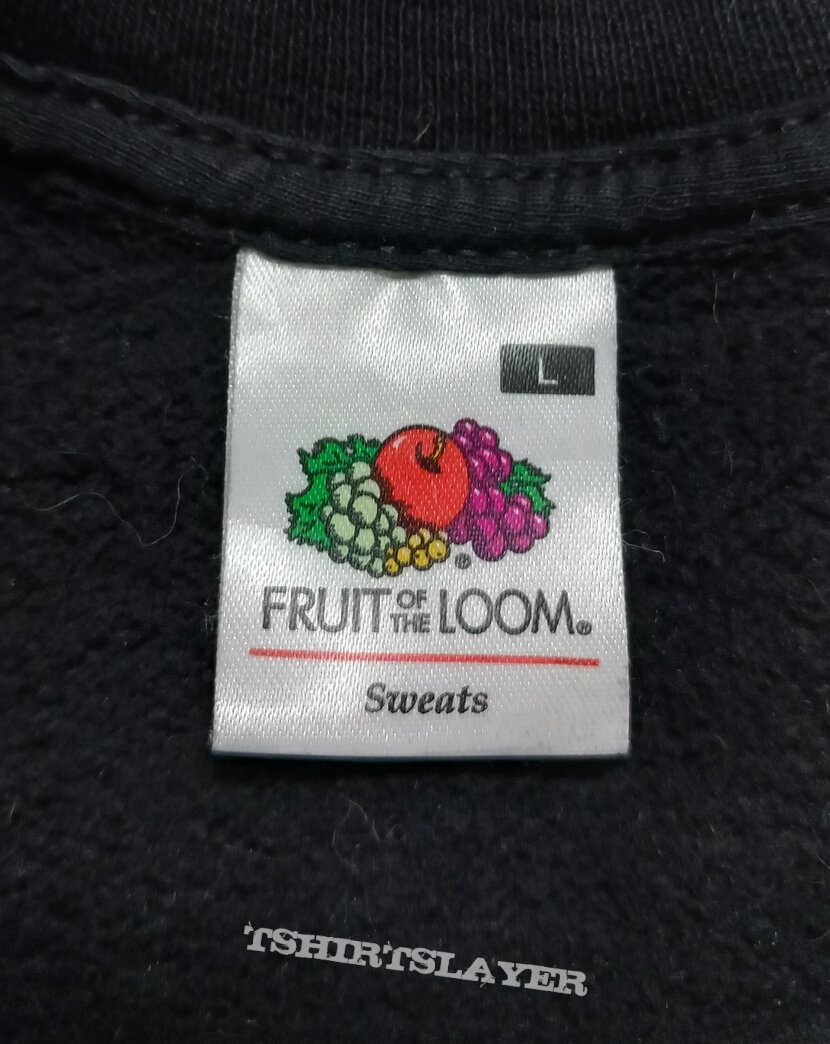 L
®
FRUIT OF THE LOOM®
Sweats
TSHIRTSLAYER